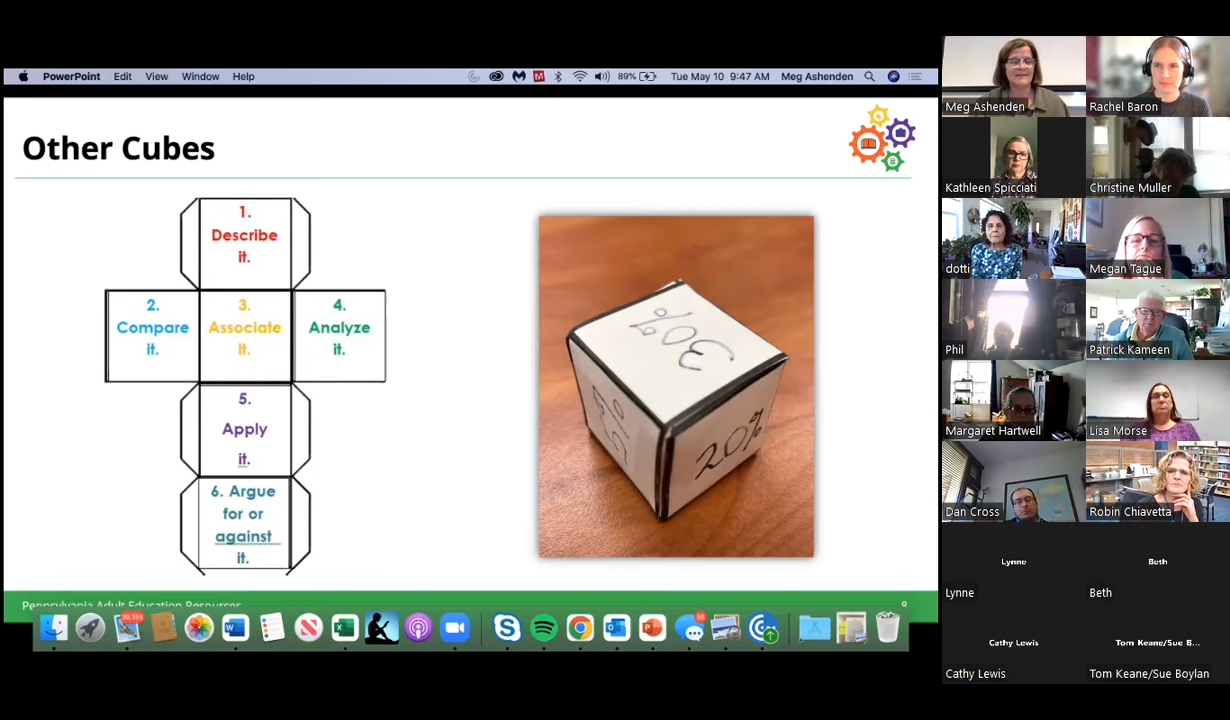 PowerPoint Edit View Window Help 89% Tue May 10 9:47 AM Meg Ashenden
Other Cubes
1.
Describe
it.
2.
Compare
it.
3.
Associate
it.
4.
Analyze
it.
5.
Apply
it.
6. Argue
for or
against
it.
30%
20%
Pennsylvania Adult Education Resources
Meg Ashenden
Rachel Baron
Kathleen Spicciati
Christine Muller
dotti
Megan Tague
Phil
Patrick Kameen
Margaret Hartwell
Lisa Morse
Dan Cross
Robin Chiavetta
Lynne
Lynne
Beth
Beth
Cathy Lewis
Cathy Lewis
Tom Keane/Sue B...
Tom Keane/Sue Boylan